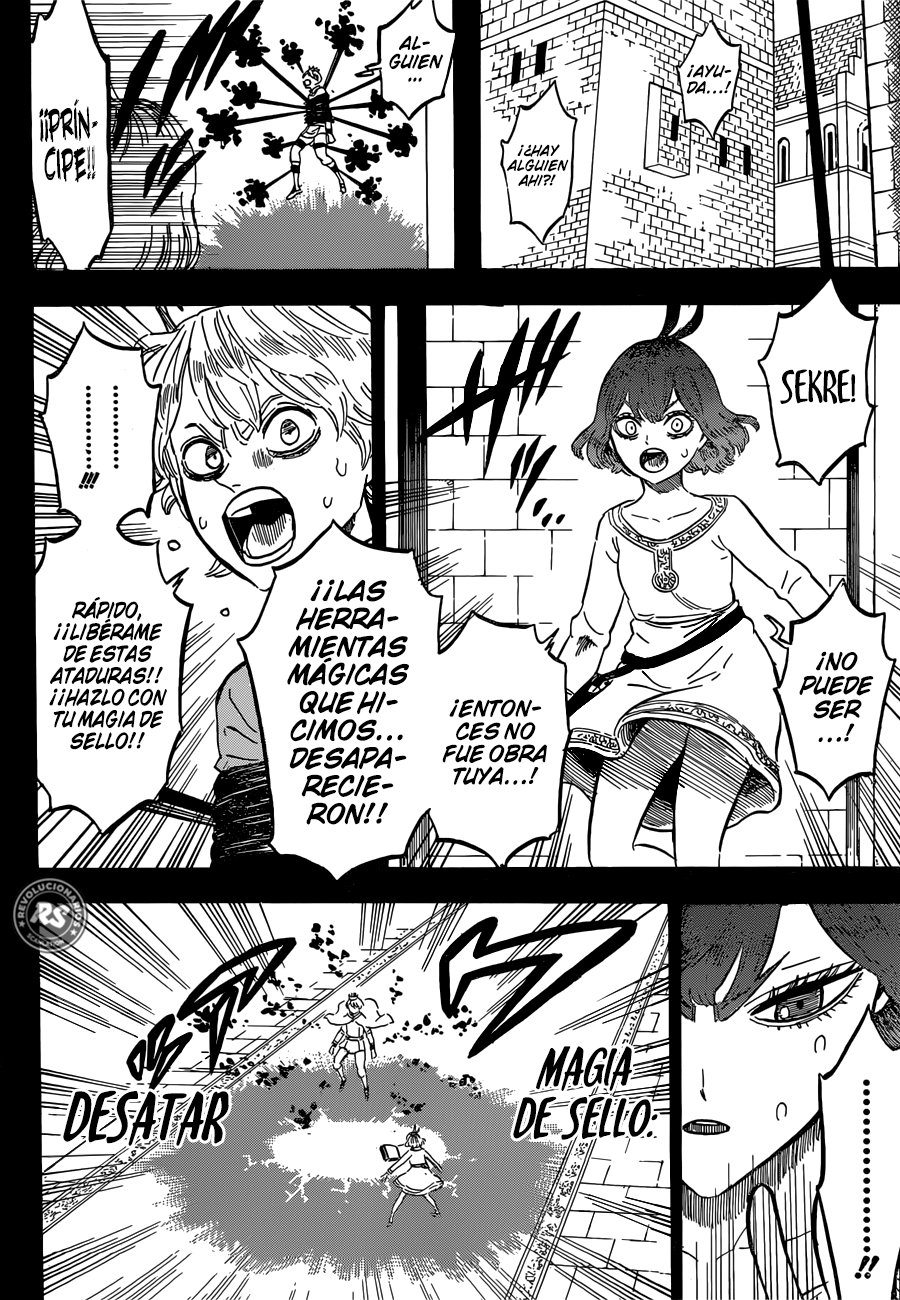 ¡AYU-
DA...!
¡¿HAY
ALGUIEN
AHI?!
AL-
GUIEN
...
¡¡PRÍN-
CIPE!!
SEKRE!
¡NO
PUEDE
SER
...!
¡ENTON-
CES NO
FUE OBRA
TUYA...!
¡¡LAS
HERRA-
MIENTAS
MÁGICAS
QUE HI-
CIMOS...
DESAPA-
RECIE-
RON!!
........
...
!!!
RÁPIDO,
¡¡LIBÉRAME
DE ESTAS
ATADURAS!!
¡¡HAZLO CON
TU MAGIA DE
SELLO!!
...........
!!
MAGIA
DE SELLO:
DESATAR
REVOLUCIONARIOS
RS